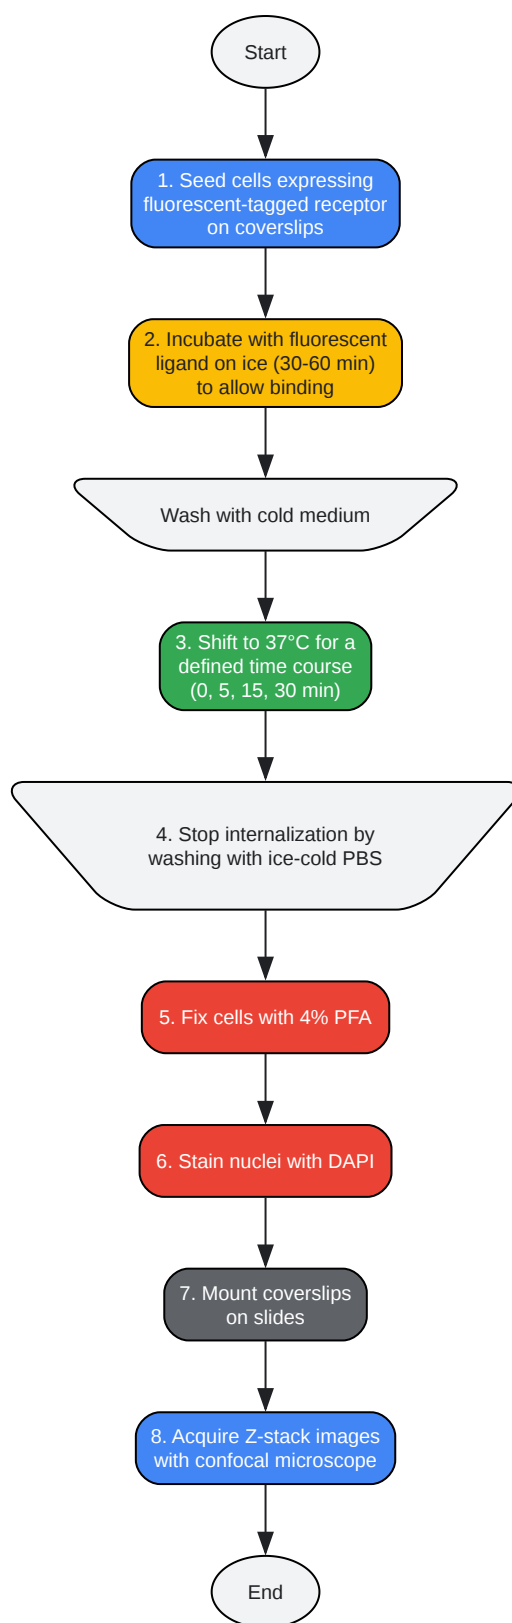 Start
1. Seed cells expressing
fluorescent-tagged receptor
on coverslips
2. Incubate with fluorescent
ligand on ice (30-60 min)
to allow binding
Wash with cold medium
3. Shift to 37°C for a
defined time course
(0, 5, 15, 30 min)
4. Stop internalization by
washing with ice-cold PBS
5. Fix cells with 4% PFA
6. Stain nuclei with DAPI
7. Mount coverslips
on slides
8. Acquire Z-stack images
with confocal microscope
End